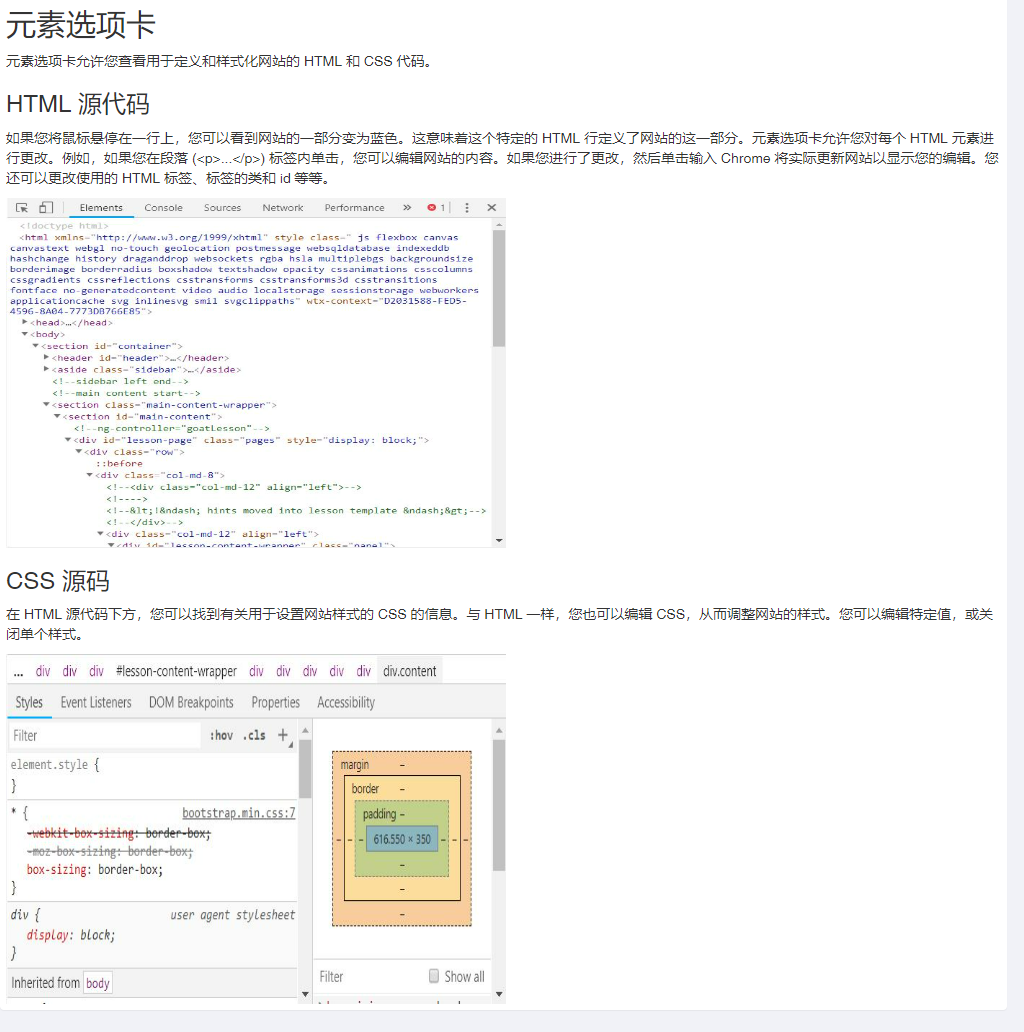 元素选项卡
元素选项卡允许您查看用于定义和样式化网站的 HTML 和 CSS 代码。
HTML 源代码
如果您将鼠标悬停在一行上，您可以看到网站的一部分变为蓝色。这意味着这个特定的 HTML 行定义了网站的这一部分。元素选项卡允许您对每个 HTML 元素进
行更改。例如，如果您在段落 (<p>...</p>) 标签内单击，您可以编辑网站的内容。如果您进行了更改，然后单击输入 Chrome 将实际更新网站以显示您的编辑。您
还可以更改使用的 HTML 标签、标签的类和 id 等等。
Elements Console Sources Network Performance » 1
<!doctype html>
<html xmlns="http://www.w3.org/1999/xhtml" style class=" js flexbox canvas
canvastext webgl no-touch geolocation postmessage websqldatabase indexeddb
hashchange history draganddrop websockets rgba hsla multiplebgs backgroundsize
borderimage borderradius boxshadow textshadow opacity cssanimations csscolumns
cssgradients cssreflections csstransforms csstransforms3d csstransitions
fontface no-generatedcontent video audio localstorage sessionstorage webworkers
applicationcache svg inlinesvg smil svgclippaths" wtx-context="D2031588-FED5-
4596-8A04-7773DB766E85">
<head>…</head>
<body>
<section id="container">
<header id="header">…</header>
<aside class="sidebar">…</aside>
<!--sidebar left end-->
<!--main content start-->
<section class="main-content-wrapper">
<section id="main-content">
<!--ng-controller="goatLesson"-->
<div id="lesson-page" class="pages" style="display: block;">
<div class="row">
::before
<div class="col-md-8">
<!--<div class="col-md-12" align="left">-->
<!---->
<!--&lt;!&ndash; hints moved into lesson template &ndash;&gt;-->
<!--</div>-->
<div class="col-md-12" align="left">
<div id="lesson-content-wrapper" class="panel">
CSS 源码
在 HTML 源代码下方，您可以找到有关用于设置网站样式的 CSS 的信息。与 HTML 一样，您也可以编辑 CSS，从而调整网站的样式。您可以编辑特定值，或关
闭单个样式。
... div div div #lesson-content-wrapper div div div div div div.content
Styles Event Listeners DOM Breakpoints Properties Accessibility
Filter :hov .cls +
element.style {
}
* { bootstrap.min.css:7
-webkit-box-sizing: border-box;
-moz-box-sizing: border-box;
box-sizing: border-box;
}
div { user agent stylesheet
display: block;
}
Inherited from body
margin –
border –
padding –
– – – 616.550 × 350 – – –
–
–
–
Filter Show all